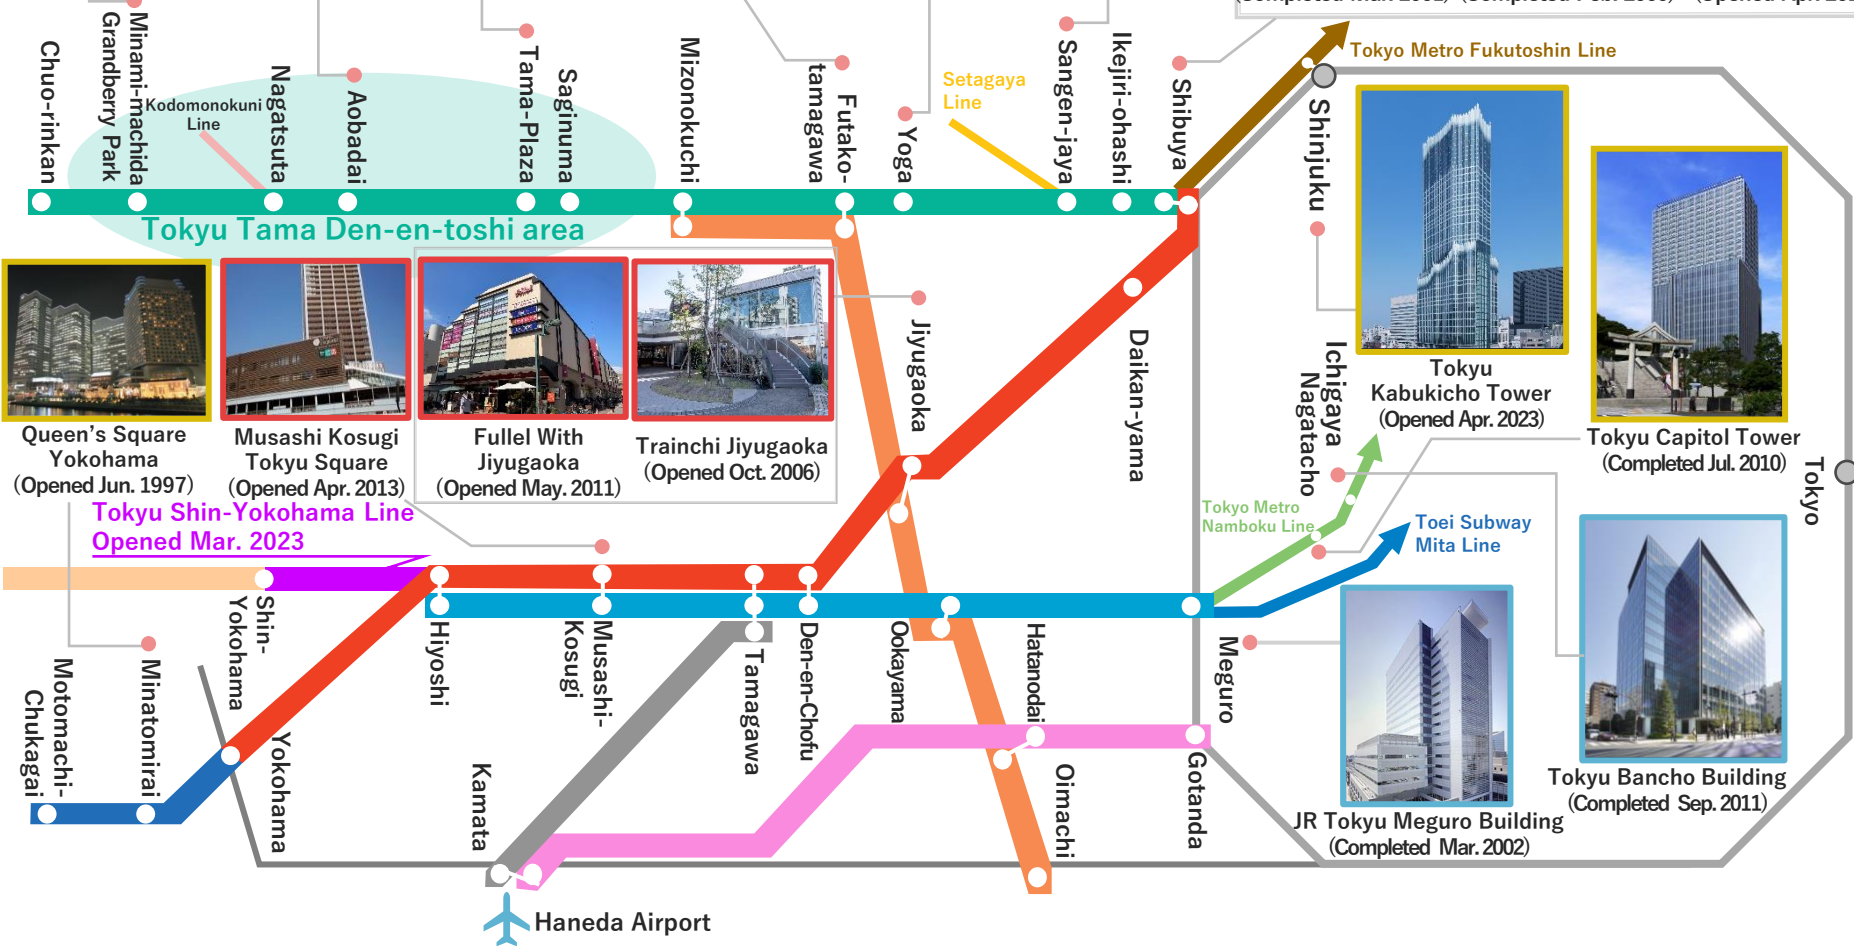 Tokyo Metro Fukutoshin Line
Chuo-rinkan
Minami-machida
Grandberry Park
Kodomonokuni
Line
Nagatsuta
Aobadai
Tama-Plaza
Saginuma
Mizonokuchi
Futako-
tamagawa
Yoga
Setagaya
Line
Sangen-jaya
Ikejiri-ohashi
Shibuya
Shinjuku
Tokyu Tama Den-en-toshi area
Queen's Square
Yokohama
(Opened Jun. 1997)
Musashi Kosugi
Tokyu Square
(Opened Apr. 2013)
Fullel With
Jiyugaoka
(Opened May. 2011)
Trainchi Jiyugaoka
(Opened Oct. 2006)
Jiyugaoka
Daikan-yama
Tokyu
Kabukicho Tower
(Opened Apr. 2023)
Tokyu Capitol Tower
(Completed Jul. 2010)
Ichigaya
Nagatacho
Tokyo
Tokyu Shin-Yokohama Line
Opened Mar. 2023
Tokyo Metro
Namboku Line
Toei Subway
Mita Line
Shin-
Yokohama
Hiyoshi
Musashi-
Kosugi
Tamagawa
Den-en-Chofu
Ookayama
Hatanodai
Meguro
Motomachi-
Chukagai
Minatomirai
Yokohama
Kamata
Oimachi
Gotanda
JR Tokyu Meguro Building
(Completed Mar. 2002)
Tokyu Bancho Building
(Completed Sep. 2011)
Haneda Airport